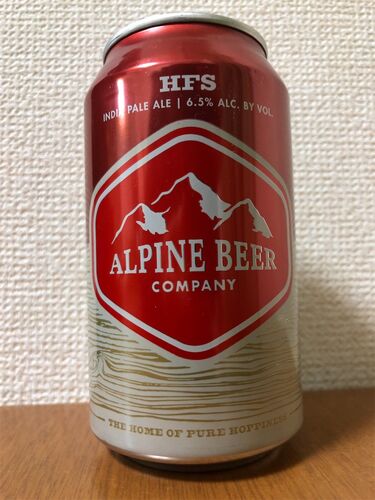 HFS
INDIA PALE ALE | 6.5% ALC. BY VOL.
ALPINE BEER
COMPANY
THE HOME OF PURE HOPPINESS